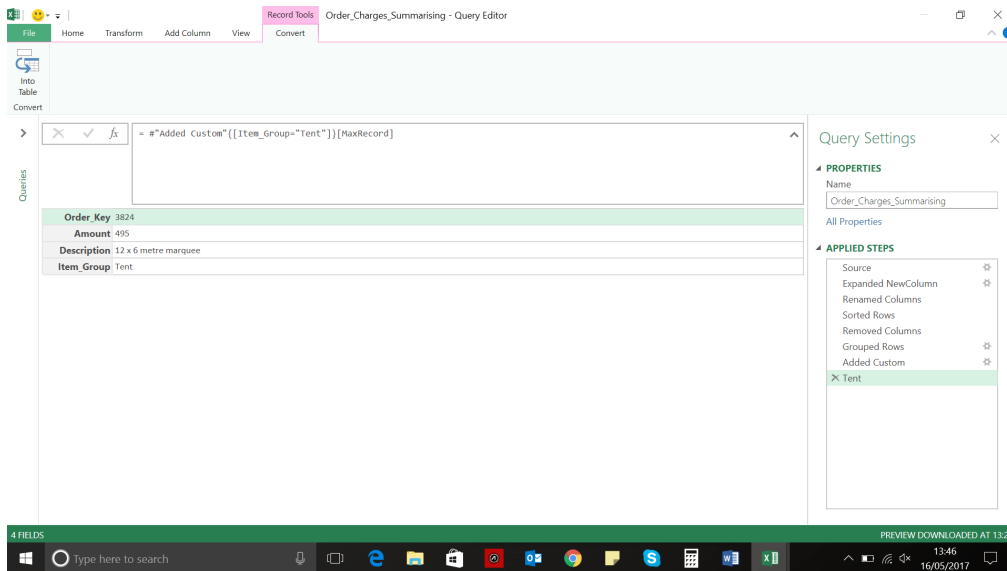 Record Tools Order_Charges_Summarising - Query Editor
File Home Transform Add Column View Convert
Into
Table
Convert
= #"Added Custom"{[Item_Group="Tent"]}[MaxRecord]
Queries
Order_Key 3824
Amount 495
Description 12 x 6 metre marquee
Item_Group Tent
Query Settings
PROPERTIES
Name
Order_Charges_Summarising
All Properties
APPLIED STEPS
Source
Expanded NewColumn
Renamed Columns
Sorted Rows
Removed Columns
Grouped Rows
Added Custom
Tent
4 FIELDS PREVIEW DOWNLOADED AT 13:2
Type here to search
13:46
16/05/2017